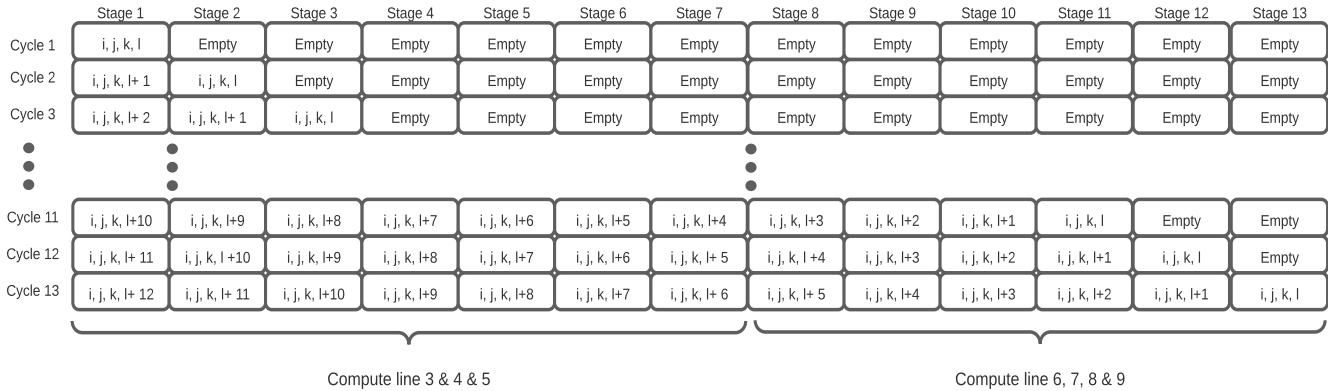 Stage 1 Stage 2 Stage 3 Stage 4 Stage 5 Stage 6 Stage 7 Stage 8 Stage 9 Stage 10 Stage 11 Stage 12 Stage 13
Cycle 1 i, j, k, l Empty Empty Empty Empty Empty Empty Empty Empty Empty Empty Empty Empty
Cycle 2 i, j, k, l+ 1 i, j, k, l Empty Empty Empty Empty Empty Empty Empty Empty Empty Empty Empty
Cycle 3 i, j, k, l+ 2 i, j, k, l+ 1 i, j, k, l Empty Empty Empty Empty Empty Empty Empty Empty Empty Empty
Cycle 11 i, j, k, l+10 i, j, k, l+9 i, j, k, l+8 i, j, k, l+7 i, j, k, l+6 i, j, k, l+5 i, j, k, l+4 i, j, k, l+3 i, j, k, l+2 i, j, k, l+1 i, j, k, l Empty Empty
Cycle 12 i, j, k, l+ 11 i, j, k, l +10 i, j, k, l+9 i, j, k, l+8 i, j, k, l+7 i, j, k, l+6 i, j, k, l+ 5 i, j, k, l +4 i, j, k, l+3 i, j, k, l+2 i, j, k, l+1 i, j, k, l Empty
Cycle 13 i, j, k, l+ 12 i, j, k, l+ 11 i, j, k, l+10 i, j, k, l+9 i, j, k, l+8 i, j, k, l+7 i, j, k, l+ 6 i, j, k, l+ 5 i, j, k, l+4 i, j, k, l+3 i, j, k, l+2 i, j, k, l+1 i, j, k, l
Compute line 3 & 4 & 5 Compute line 6, 7, 8 & 9